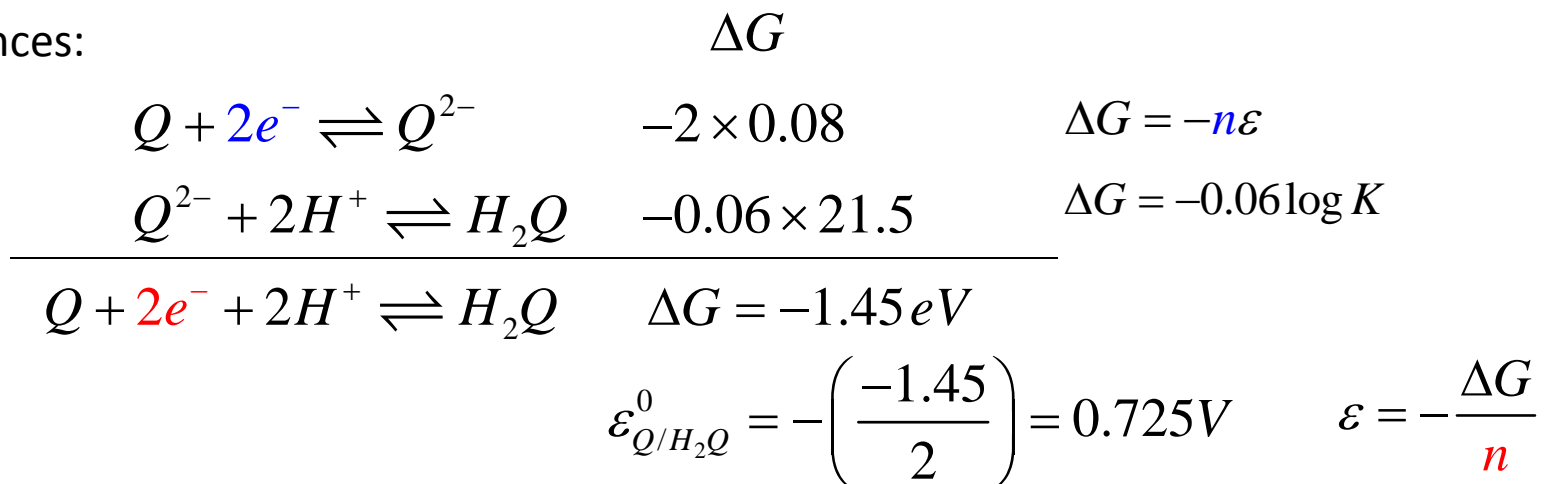 nces: ΔG
Q + 2e⁻ ⇌ Q²⁻ −2 × 0.08 ΔG = −nε
Q²⁻ + 2H⁺ ⇌ H₂Q −0.06 × 21.5 ΔG = −0.06 log K
Q + 2e⁻ + 2H⁺ ⇌ H₂Q ΔG = −1.45 eV
ε⁰_{Q/H₂Q} = −(−1.45/2) = 0.725V ε = −ΔG/n